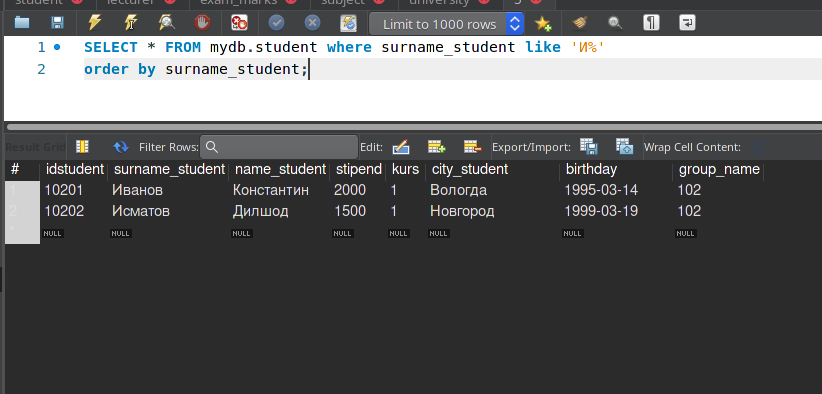 student lecturer exam_marks subject university
Limit to 1000 rows
1 SELECT * FROM mydb.student where surname_student like 'И%'
2 order by surname_student;
Result Grid Filter Rows: Edit: Export/Import: Wrap Cell Content:
# idstudent surname_student name_student stipend kurs city_student birthday group_name
1 10201 Иванов Константин 2000 1 Вологда 1995-03-14 102
2 10202 Исматов Дилшод 1500 1 Новгород 1999-03-19 102
* NULL NULL NULL NULL NULL NULL NULL NULL